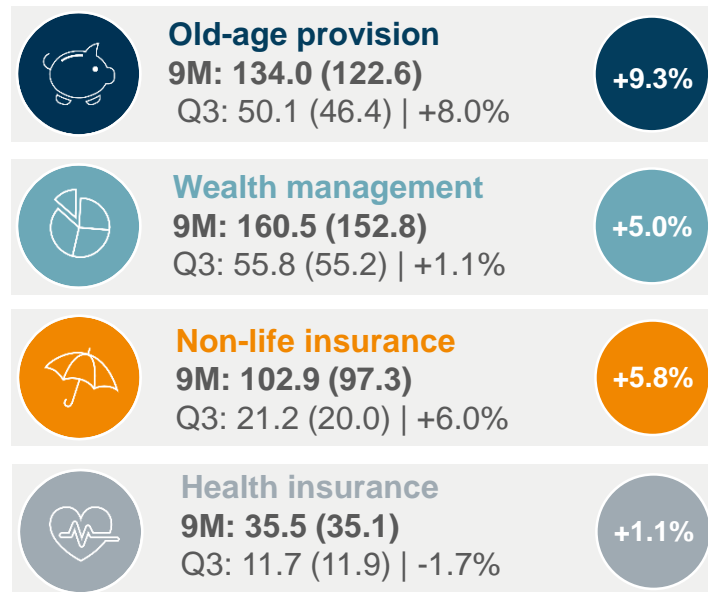 Old-age provision
9M: 134.0 (122.6)
Q3: 50.1 (46.4) | +8.0%
+9.3%
Wealth management
9M: 160.5 (152.8)
Q3: 55.8 (55.2) | +1.1%
+5.0%
Non-life insurance
9M: 102.9 (97.3)
Q3: 21.2 (20.0) | +6.0%
+5.8%
Health insurance
9M: 35.5 (35.1)
Q3: 11.7 (11.9) | -1.7%
+1.1%